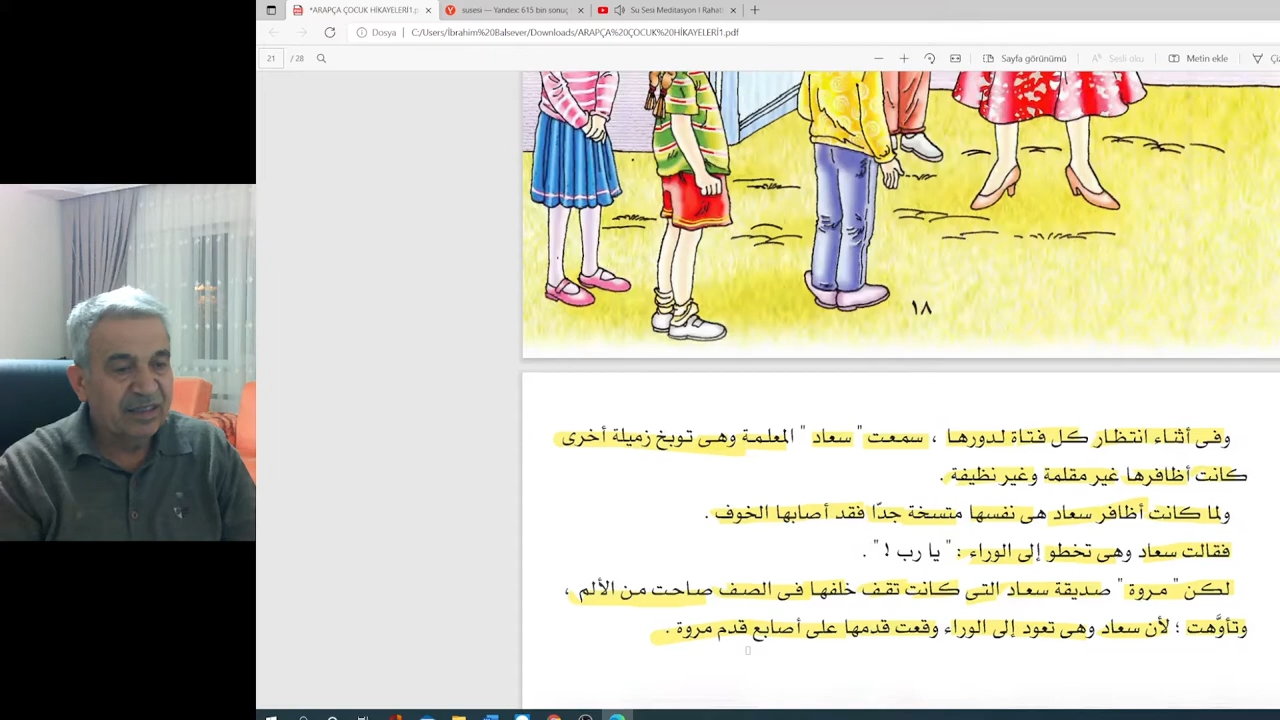 *ARAPÇA ÇOCUK HİKAYELERİ1.p
susesi — Yandex: 615 bin sonuç
Su Sesi Meditasyon I Rahat
Dosya
C:/Users/İbrahim%20Balsever/Downloads/ARAPÇA%20ÇOCUK%20HİKAYELERİ1.pdf
21 / 28
Sayfa görünümü
Sesli oku
Metin ekle
١٨
وفى أثناء انتظار كل فتاة لدورها ، سمعت " سعاد " المعلمة وهى توبخ زميلة أخرى
كانت أظافرها غير مقلمة وغير نظيفة .
ولما كانت أظافر سعاد هى نفسها متسخة جدًا فقد أصابها الخوف .
فقالت سعاد وهى تخطو إلى الوراء : " يا رب ! " .
لكن " مروة " صديقة سعاد التى كانت تقف خلفها فى الصف صاحت من الألم ،
وتأوَّهت ؛ لأن سعاد وهى تعود إلى الوراء وقعت قدمها على أصابع قدم مروة .